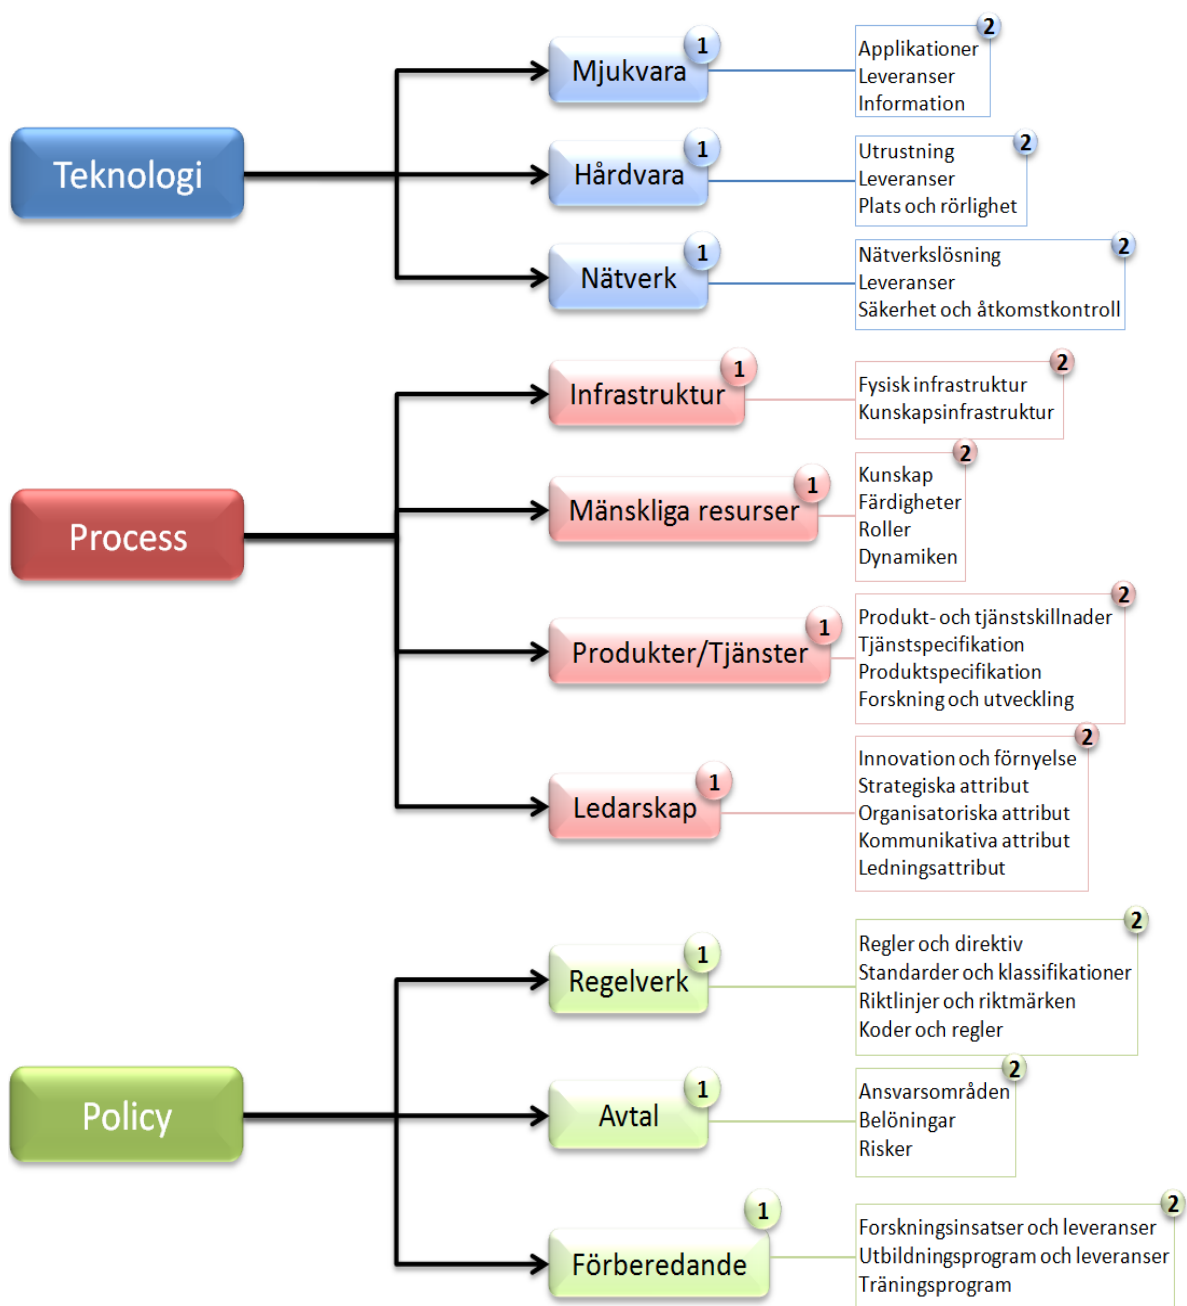 Teknologi
Mjukvara
1
2
Applikationer
Leveranser
Information
Hårdvara
1
2
Utrustning
Leveranser
Plats och rörlighet
Nätverk
1
2
Nätverkslösning
Leveranser
Säkerhet och åtkomstkontroll
Process
Infrastruktur
1
2
Fysisk infrastruktur
Kunskapsinfrastruktur
Mänskliga resurser
1
2
Kunskap
Färdigheter
Roller
Dynamiken
Produkter/Tjänster
1
2
Produkt- och tjänstskillnader
Tjänstspecifikation
Produktspecifikation
Forskning och utveckling
Ledarskap
1
2
Innovation och förnyelse
Strategiska attribut
Organisatoriska attribut
Kommunikativa attribut
Ledningsattribut
Policy
Regelverk
1
2
Regler och direktiv
Standarder och klassifikationer
Riktlinjer och riktmärken
Koder och regler
Avtal
1
2
Ansvarsområden
Belöningar
Risker
Förberedande
1
2
Forskningsinsatser och leveranser
Utbildningsprogram och leveranser
Träningsprogram